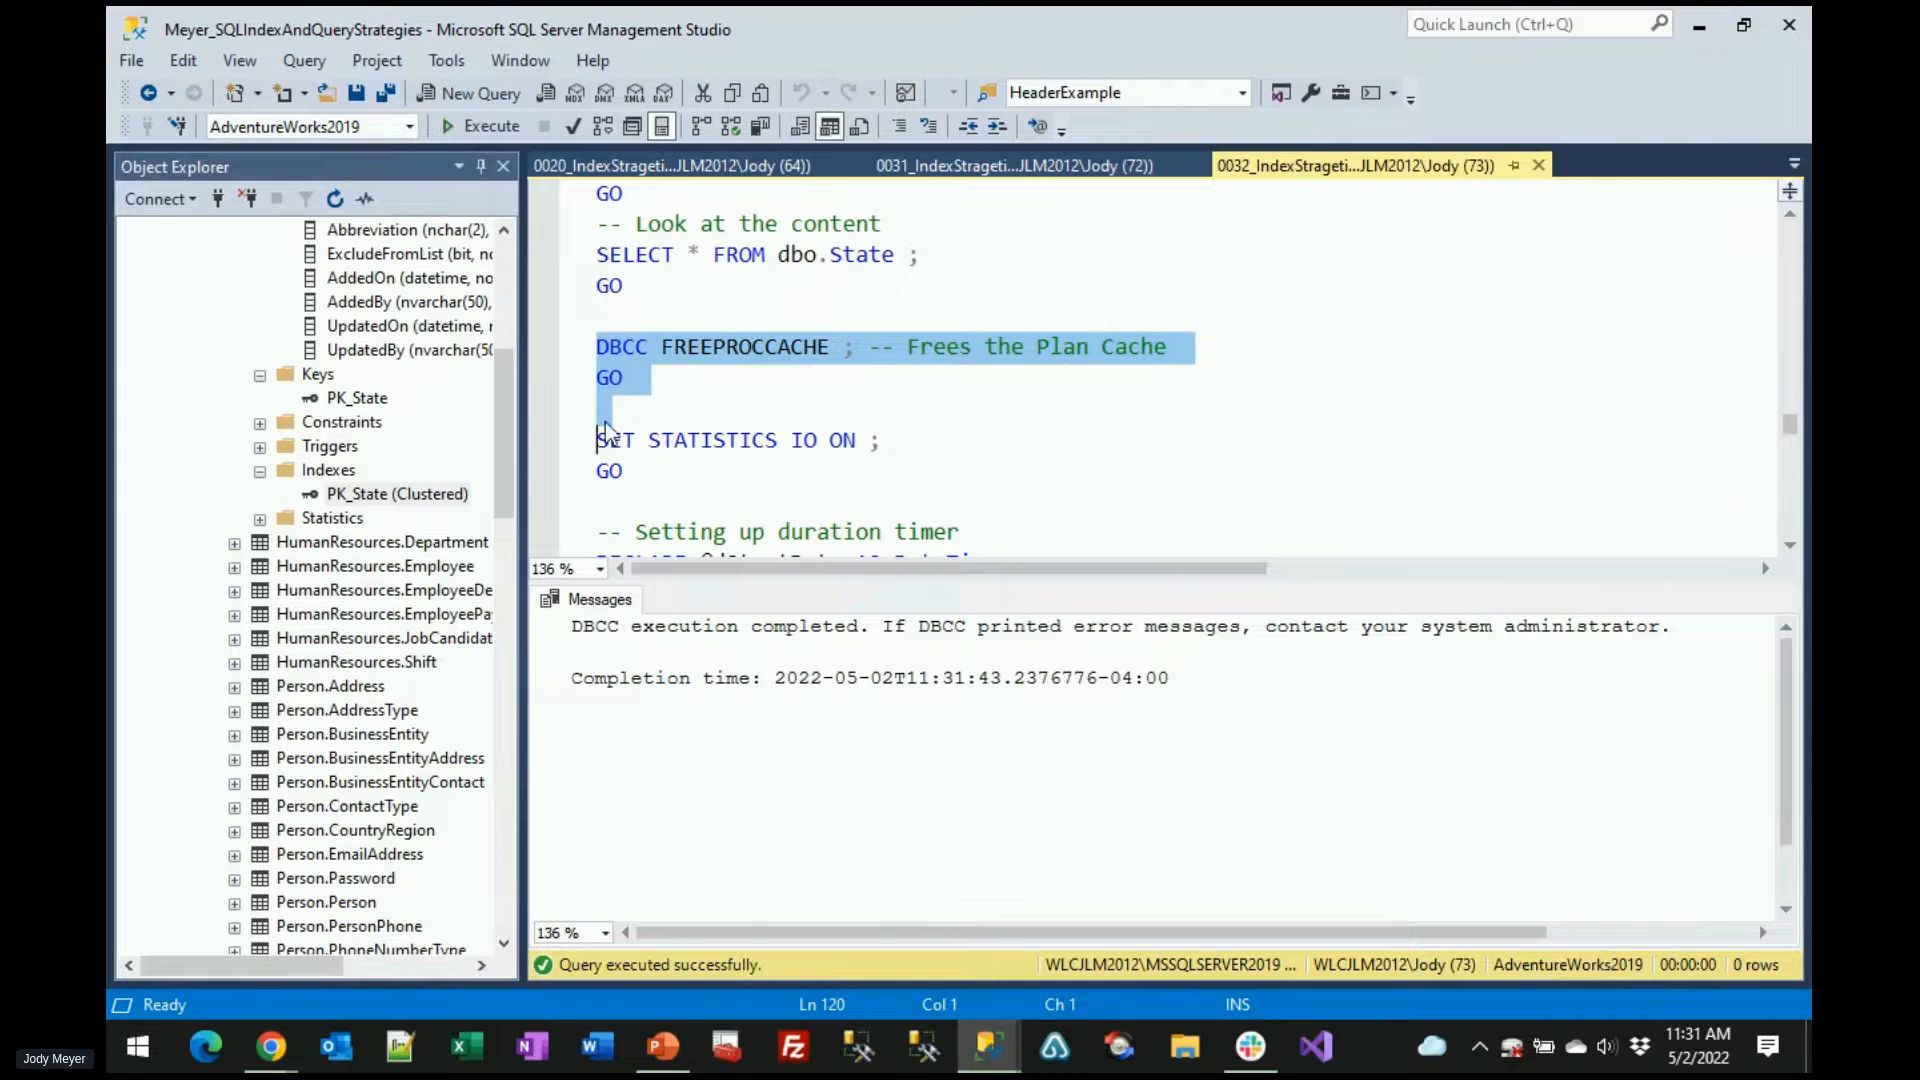 Meyer_SQLIndexAndQueryStrategies - Microsoft SQL Server Management Studio
Quick Launch (Ctrl+Q)
File Edit View Query Project Tools Window Help
New Query
HeaderExample
AdventureWorks2019
Execute
Object Explorer
0020_IndexStrageti...JLM2012\Jody (64))
0031_IndexStrageti...JLM2012\Jody (72))
0032_IndexStrageti...JLM2012\Jody (73))
Connect
Abbreviation (nchar(2),
ExcludeFromList (bit, nc
AddedOn (datetime, no
AddedBy (nvarchar(50),
UpdatedOn (datetime, r
UpdatedBy (nvarchar(50
Keys
PK_State
Constraints
Triggers
Indexes
PK_State (Clustered)
Statistics
HumanResources.Department
HumanResources.Employee
HumanResources.EmployeeDe
HumanResources.EmployeePa
HumanResources.JobCandidat
HumanResources.Shift
Person.Address
Person.AddressType
Person.BusinessEntity
Person.BusinessEntityAddress
Person.BusinessEntityContact
Person.ContactType
Person.CountryRegion
Person.EmailAddress
Person.Password
Person.Person
Person.PersonPhone
Person.PhoneNumberType
GO
-- Look at the content
SELECT * FROM dbo.State ;
GO
DBCC FREEPROCCACHE ; -- Frees the Plan Cache
GO
SET STATISTICS IO ON ;
GO
-- Setting up duration timer
136 %
Messages
DBCC execution completed. If DBCC printed error messages, contact your system administrator.
Completion time: 2022-05-02T11:31:43.2376776-04:00
136 %
Query executed successfully.
WLCJLM2012\MSSQLSERVER2019 ...
WLCJLM2012\Jody (73)
AdventureWorks2019
00:00:00
0 rows
Ready
Ln 120
Col 1
Ch 1
INS
11:31 AM
5/2/2022
Jody Meyer